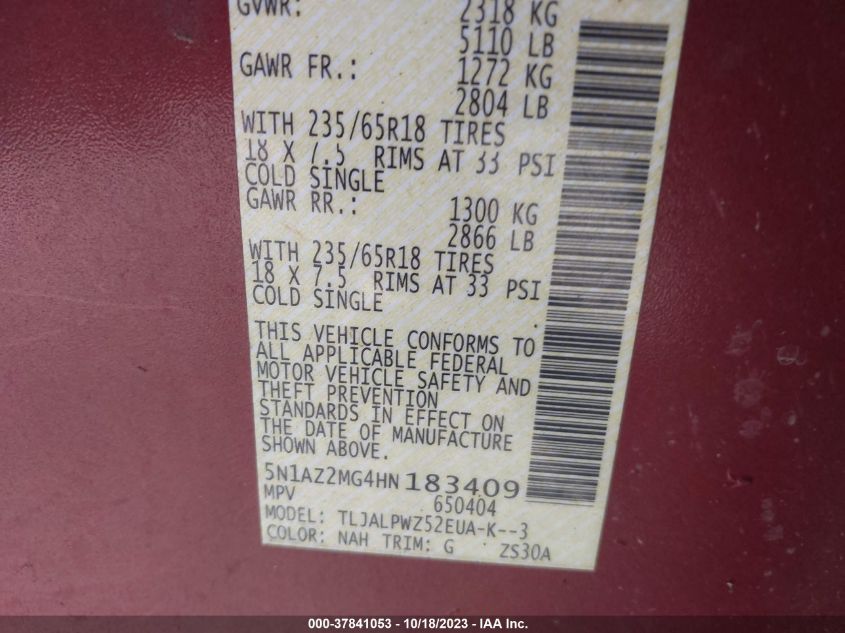 GVWR: 2318 KG
5110 LB
GAWR FR.: 1272 KG
2804 LB
WITH 235/65R18 TIRES
18 X 7.5 RIMS AT 33 PSI
COLD SINGLE
GAWR RR.: 1300 KG
2866 LB
WITH 235/65R18 TIRES
18 X 7.5 RIMS AT 33 PSI
COLD SINGLE
THIS VEHICLE CONFORMS TO
ALL APPLICABLE FEDERAL
MOTOR VEHICLE SAFETY AND
THEFT PREVENTION
STANDARDS IN EFFECT ON
THE DATE OF MANUFACTURE
SHOWN ABOVE.
5N1AZ2MG4HN 183409
MPV 650404
MODEL: TLJALPWZ52EUA-K--3
COLOR: NAH TRIM: G ZS30A
000-37841053 - 10/18/2023 - IAA Inc.